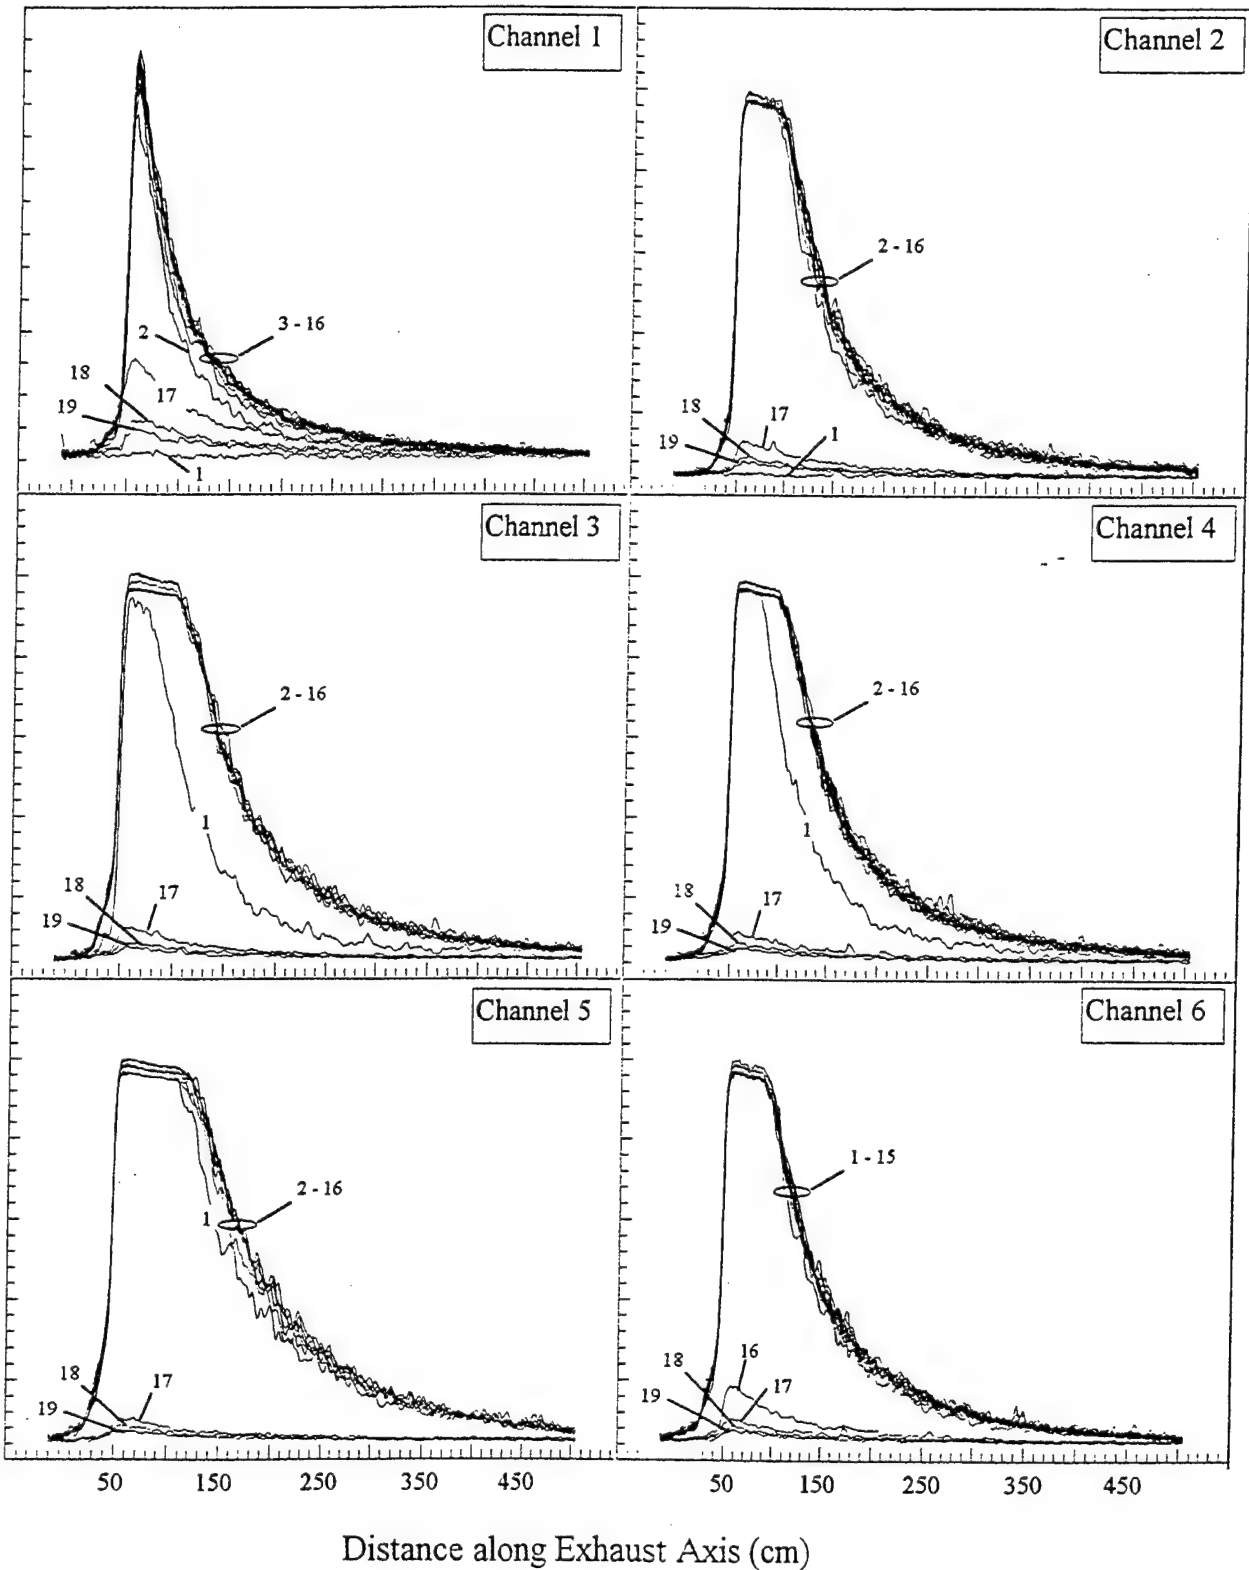 Channel 1
2
3 - 16
18
17
19
1
Channel 2
2 - 16
18
17
1
19
Channel 3
2 - 16
1
18
17
19
Channel 4
2 - 16
1
18
17
19
Channel 5
2 - 16
1
18
17
19
Channel 6
1 - 15
16
18
17
19
50 150 250 350 450 50 150 250 350 450
Distance along Exhaust Axis (cm)